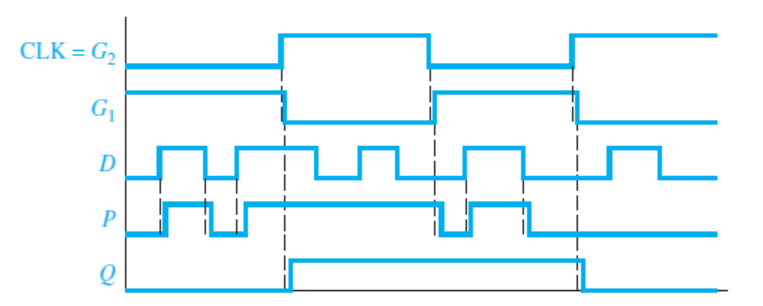 CLK = G₂
G₁
D
P
Q